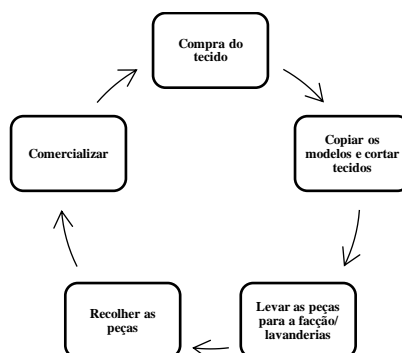 Compra do
tecido
Copiar os
modelos e cortar
tecidos
Levar as peças
para a facção/
lavanderias
Recolher as
peças
Comercializar